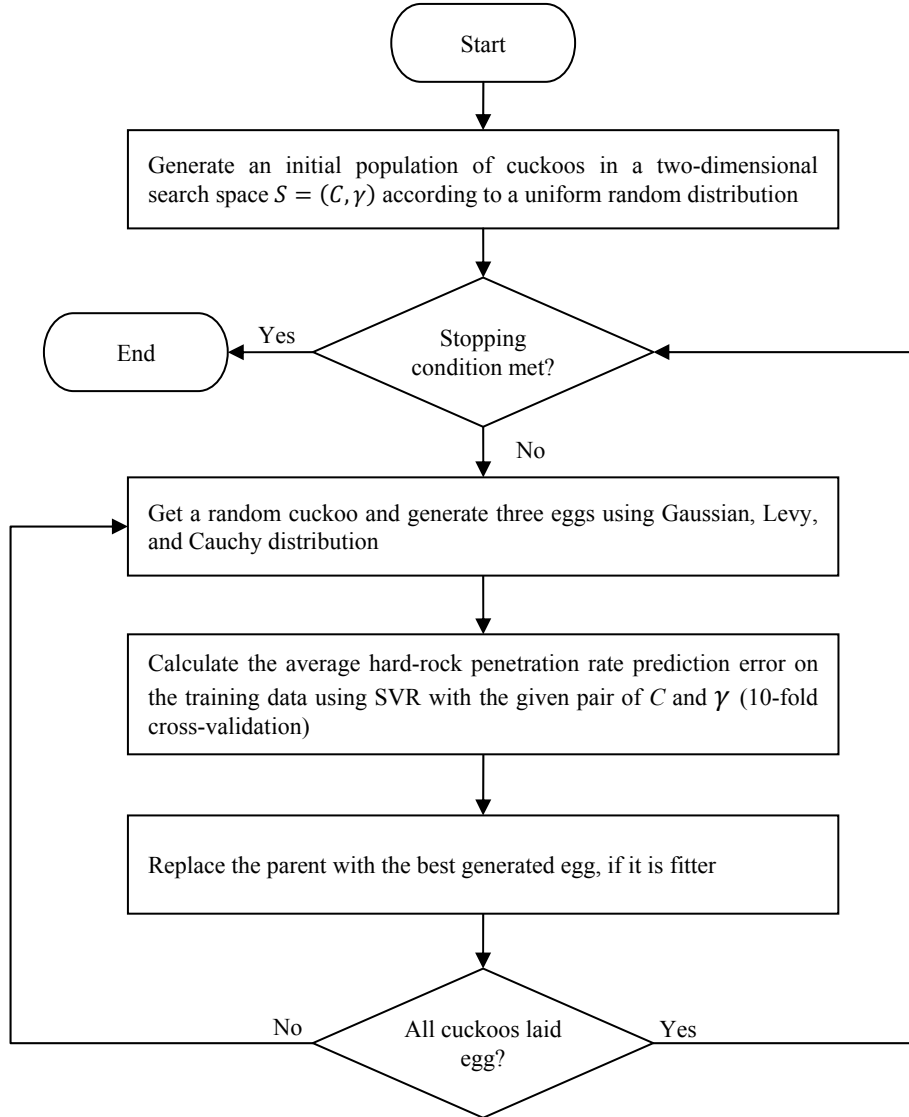 Start
Generate an initial population of cuckoos in a two-dimensional
search space 𝑆 = (𝐶, 𝛾) according to a uniform random distribution
Yes
Stopping
condition met?
End
No
Get a random cuckoo and generate three eggs using Gaussian, Levy,
and Cauchy distribution
Calculate the average hard-rock penetration rate prediction error on
the training data using SVR with the given pair of C and 𝜸 (10-fold
cross-validation)
Replace the parent with the best generated egg, if it is fitter
No
All cuckoos laid
egg?
Yes